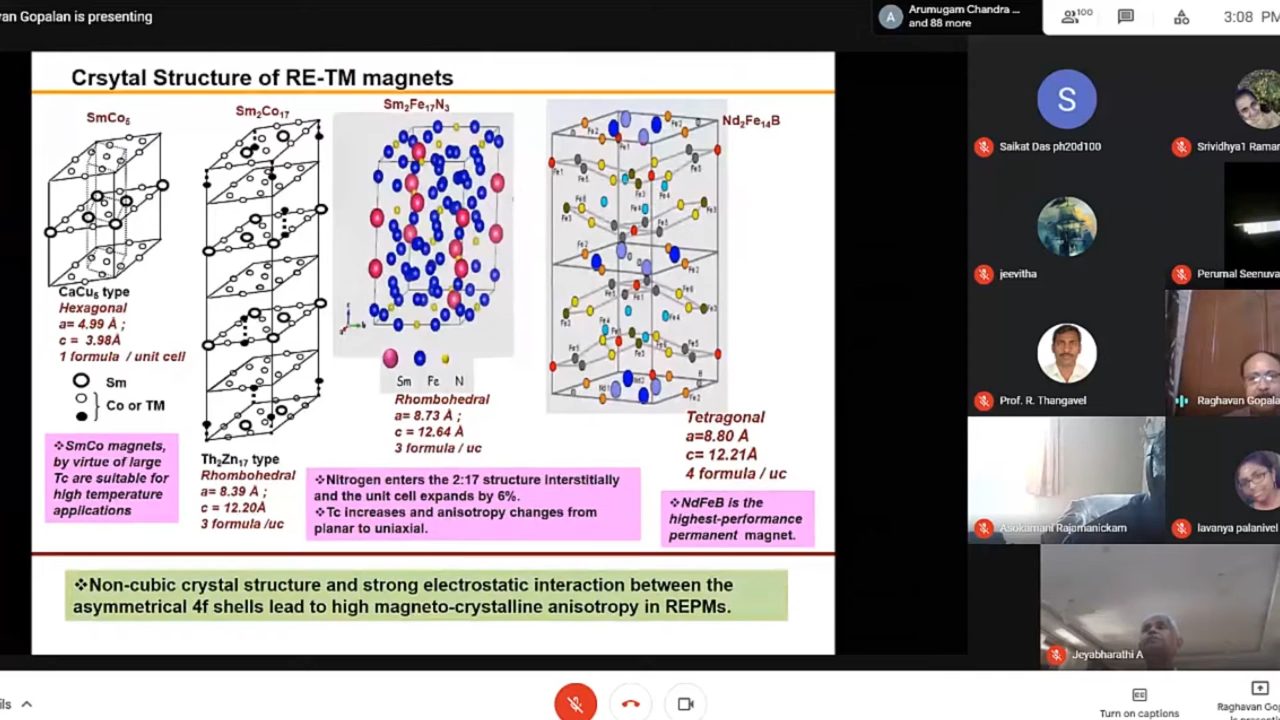 van Gopalan is presenting
A
Arumugam Chandra ...
and 88 more
100
3:08 PM
Crsytal Structure of RE-TM magnets
SmCo5
CaCu5 type
Hexagonal
a= 4.99 Å ;
c = 3.98Å
1 formula / unit cell
Sm
Co or TM
❖SmCo magnets,
by virtue of large
Tc are suitable for
high temperature
applications
Sm2Co17
Th2Zn17 type
Rhombohedral
a= 8.39 Å ;
c = 12.20Å
3 formula /uc
Sm2Fe17N3
Sm Fe N
Rhombohedral
a= 8.73 Å ;
c = 12.64 Å
3 formula / uc
❖Nitrogen enters the 2:17 structure interstitially
and the unit cell expands by 6%.
❖Tc increases and anisotropy changes from
planar to uniaxial.
Nd2Fe14B
Tetragonal
a=8.80 Å
c= 12.21Å
4 formula / uc
❖NdFeB is the
highest-performance
permanent magnet.
❖Non-cubic crystal structure and strong electrostatic interaction between the
asymmetrical 4f shells lead to high magneto-crystalline anisotropy in REPMs.
S
Saikat Das ph20d100
Srividhya1 Raman
jeevitha
Perumal Seenuva
Prof. R. Thangavel
Raghavan Gopala
Asokamani Rajamanickam
lavanya palanivel
Jeyabharathi A
ils
Turn on captions
Raghavan Gop
is presenti